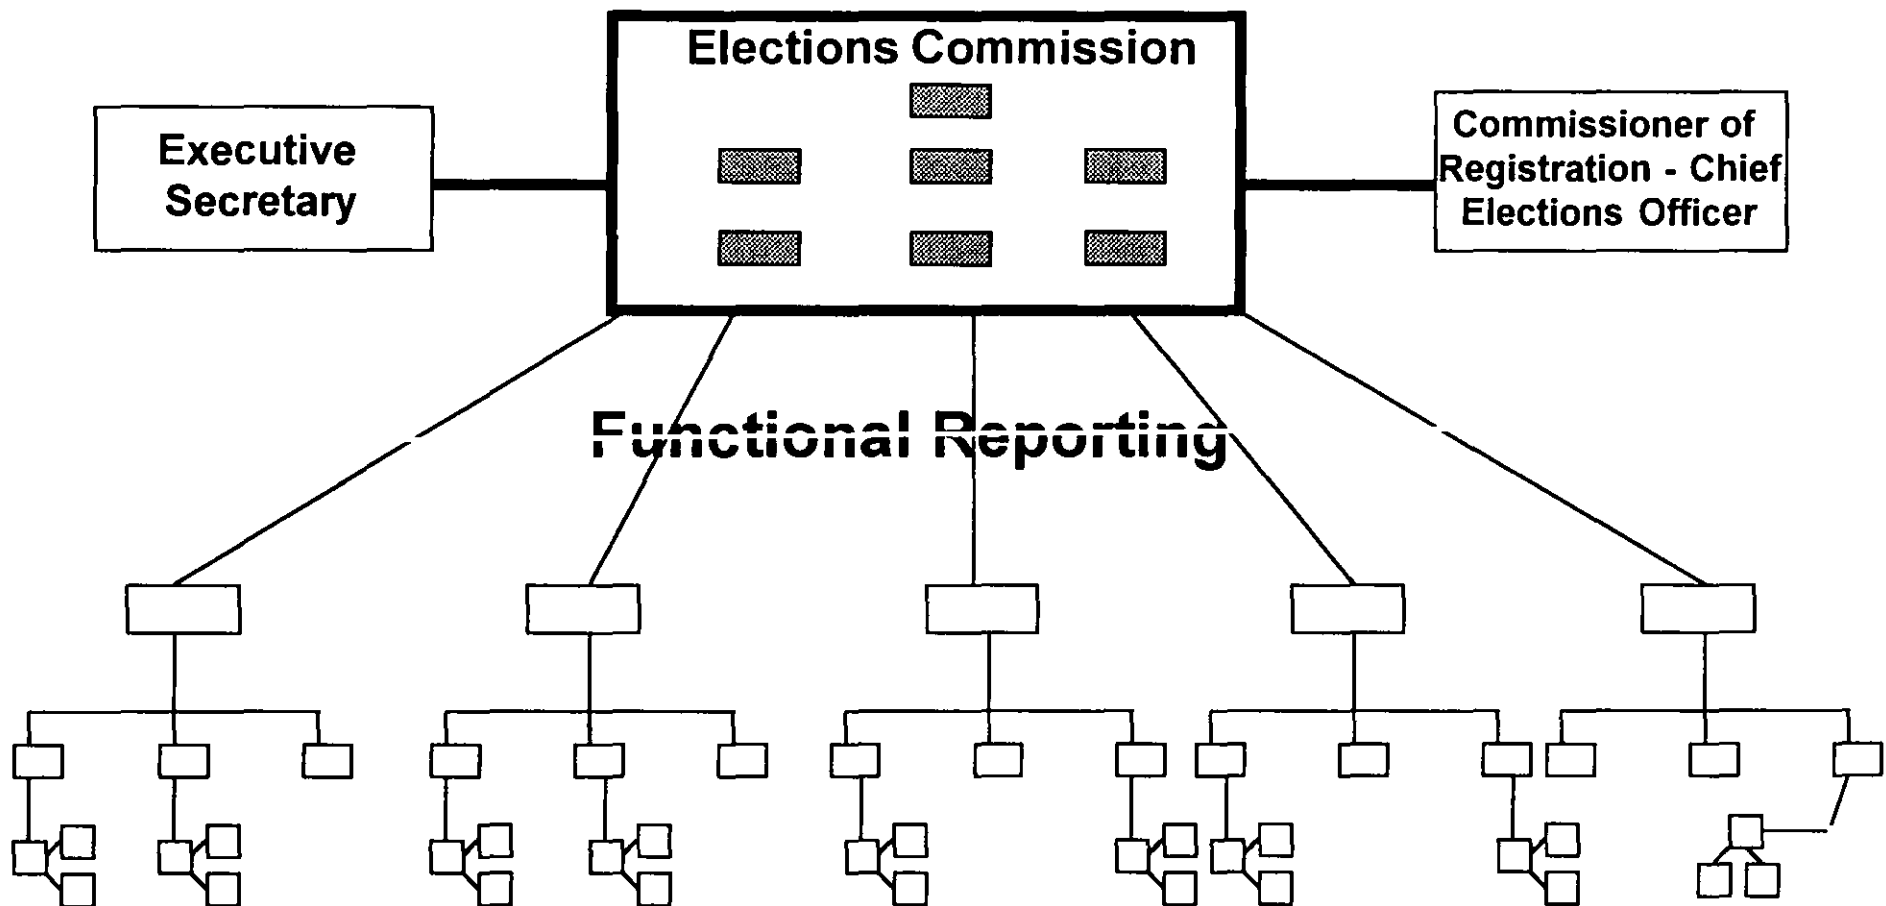 Elections Commission
Executive
Secretary
Commissioner of
Registration - Chief
Elections Officer
Functional Reporting